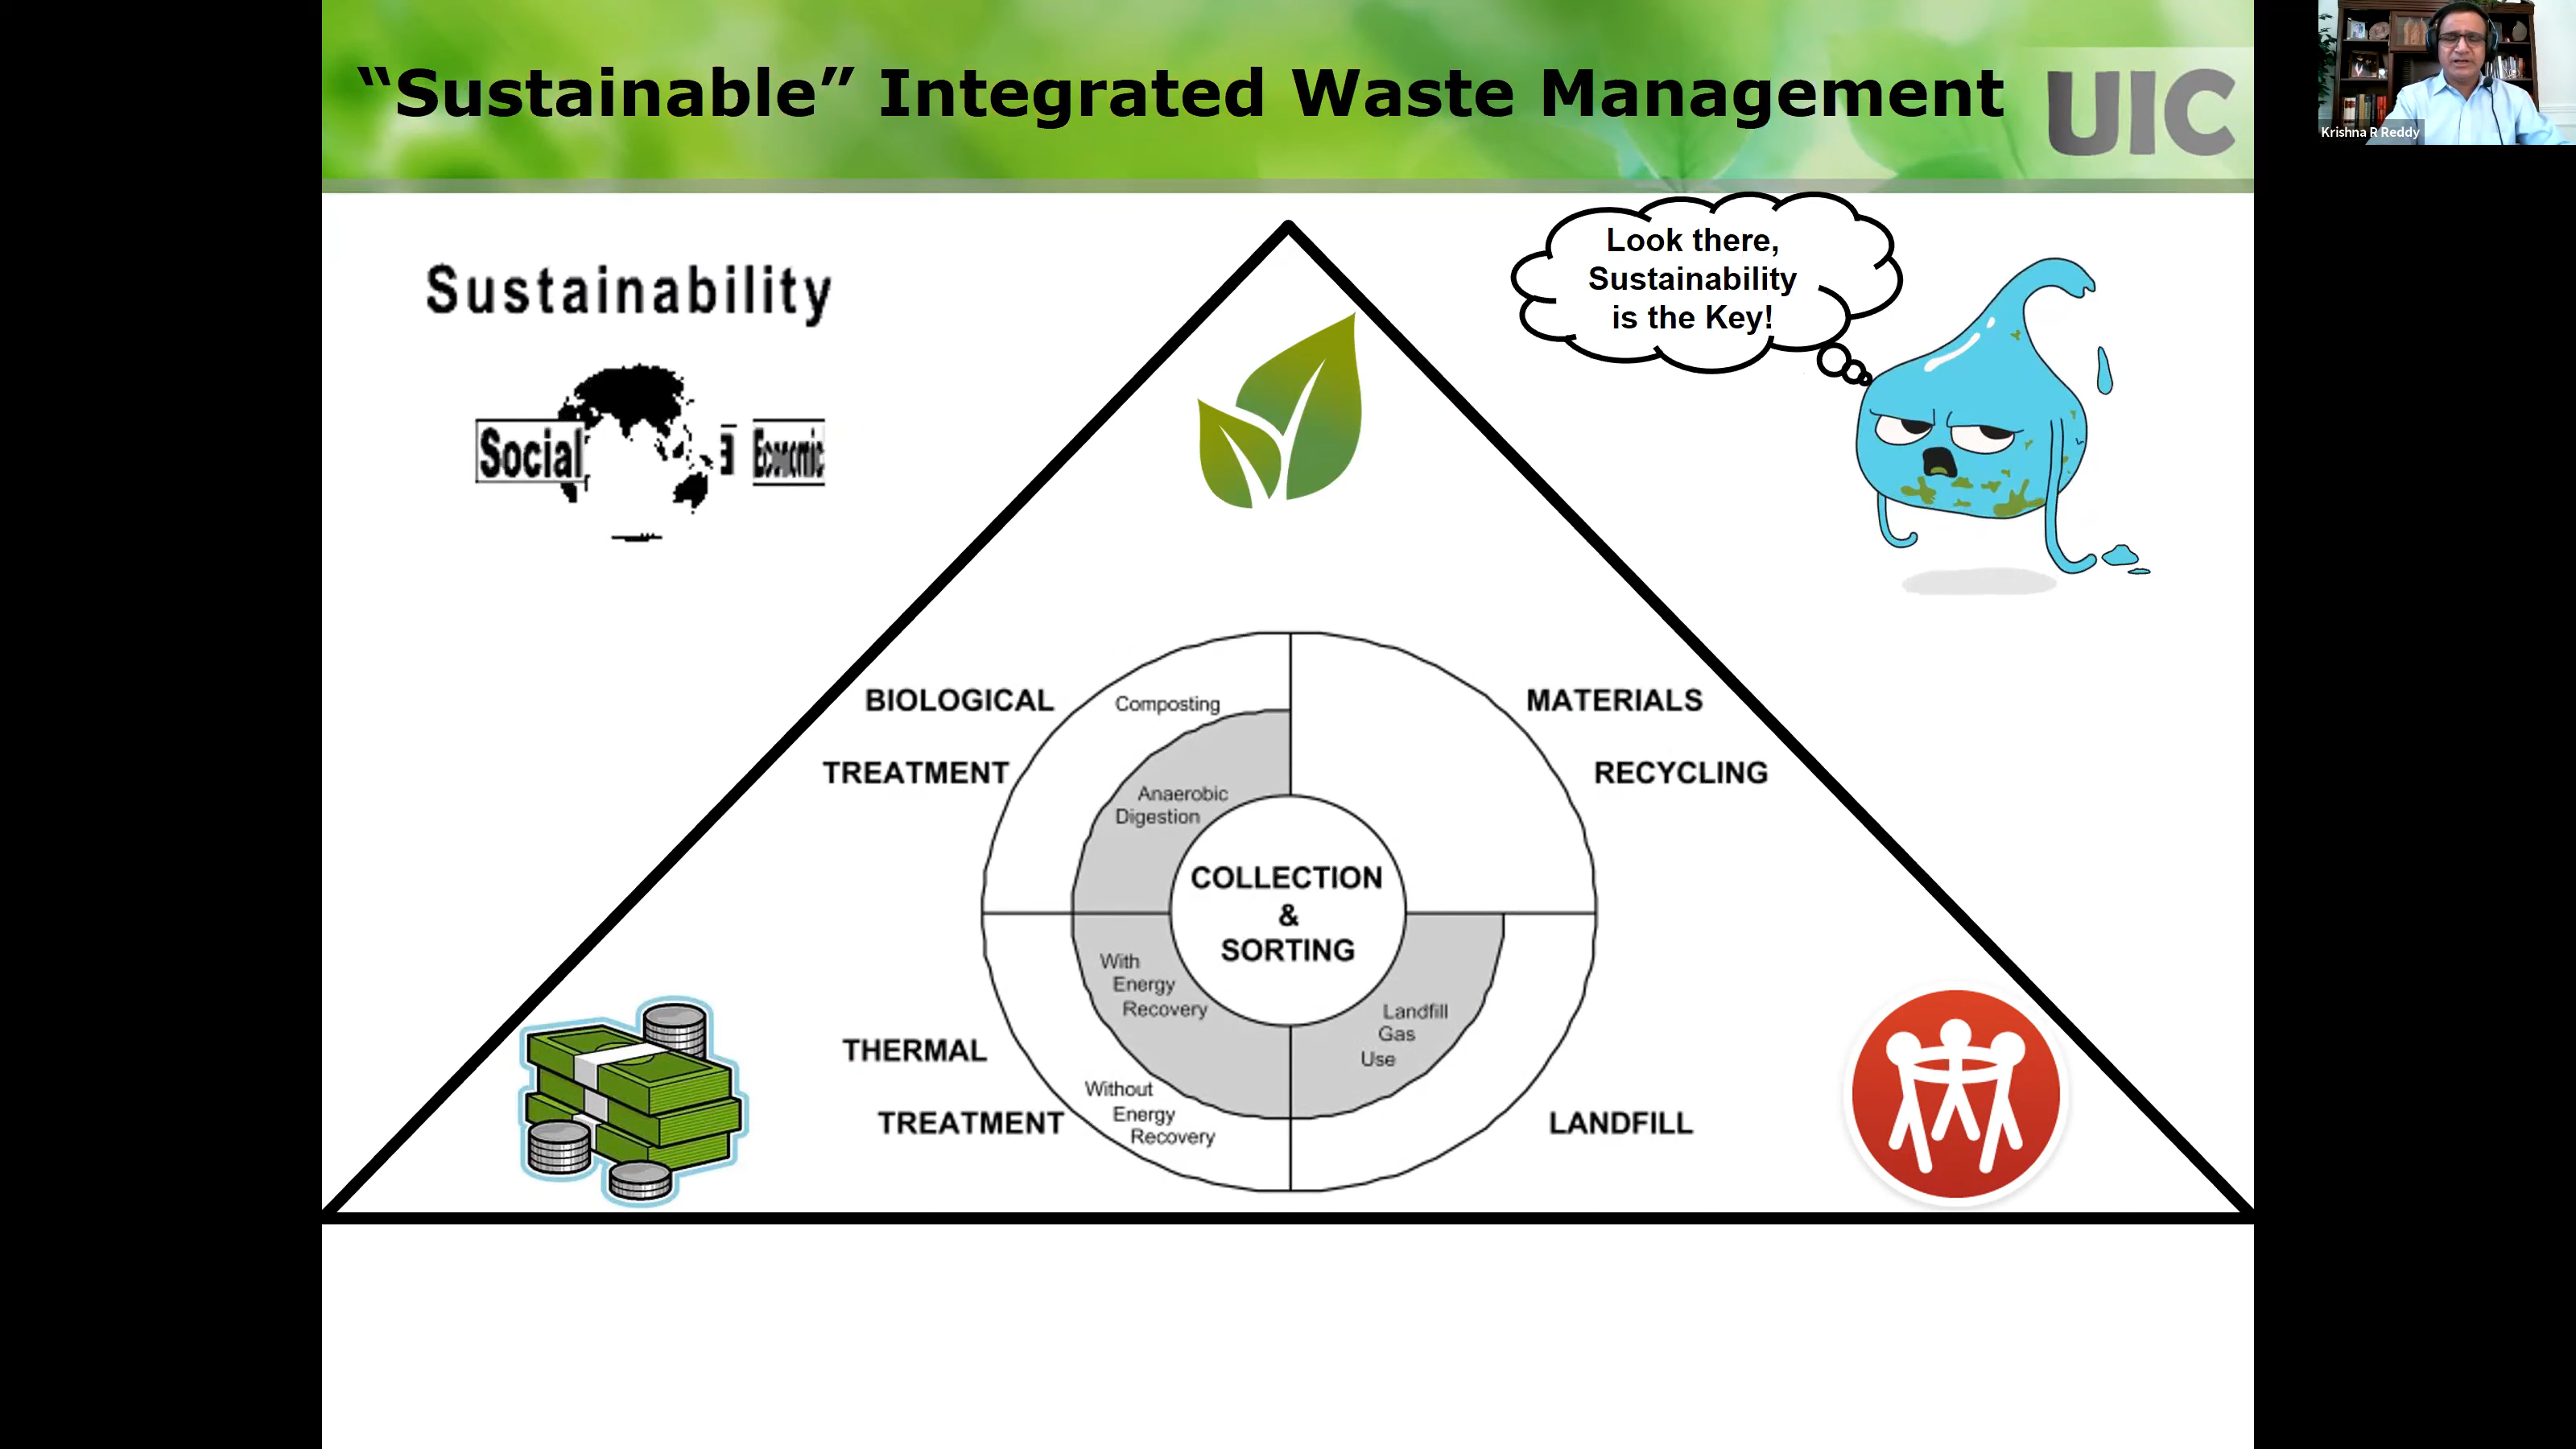 “Sustainable” Integrated Waste Management
UIC
Krishna R Reddy
Sustainability
Social
Economic
Look there,
Sustainability
is the Key!
BIOLOGICAL
TREATMENT
Composting
Anaerobic
Digestion
MATERIALS
RECYCLING
COLLECTION
&
SORTING
With
Energy
Recovery
THERMAL
TREATMENT
Without
Energy
Recovery
Landfill
Gas
Use
LANDFILL